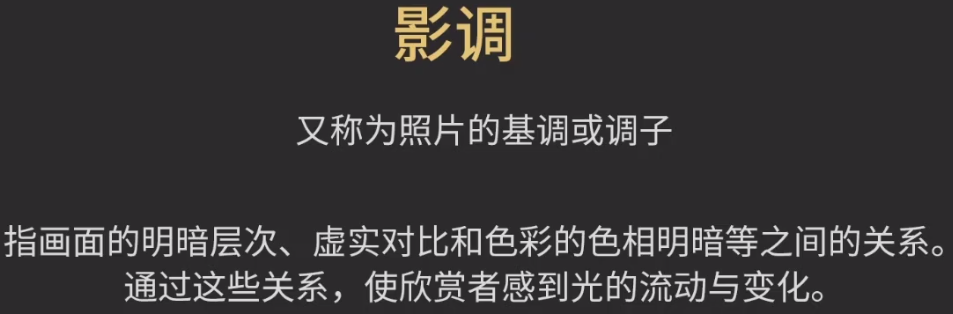 影调
又称为照片的基调或调子
指画面的明暗层次、虚实对比和色彩的色相明暗等之间的关系。
通过这些关系，使欣赏者感到光的流动与变化。